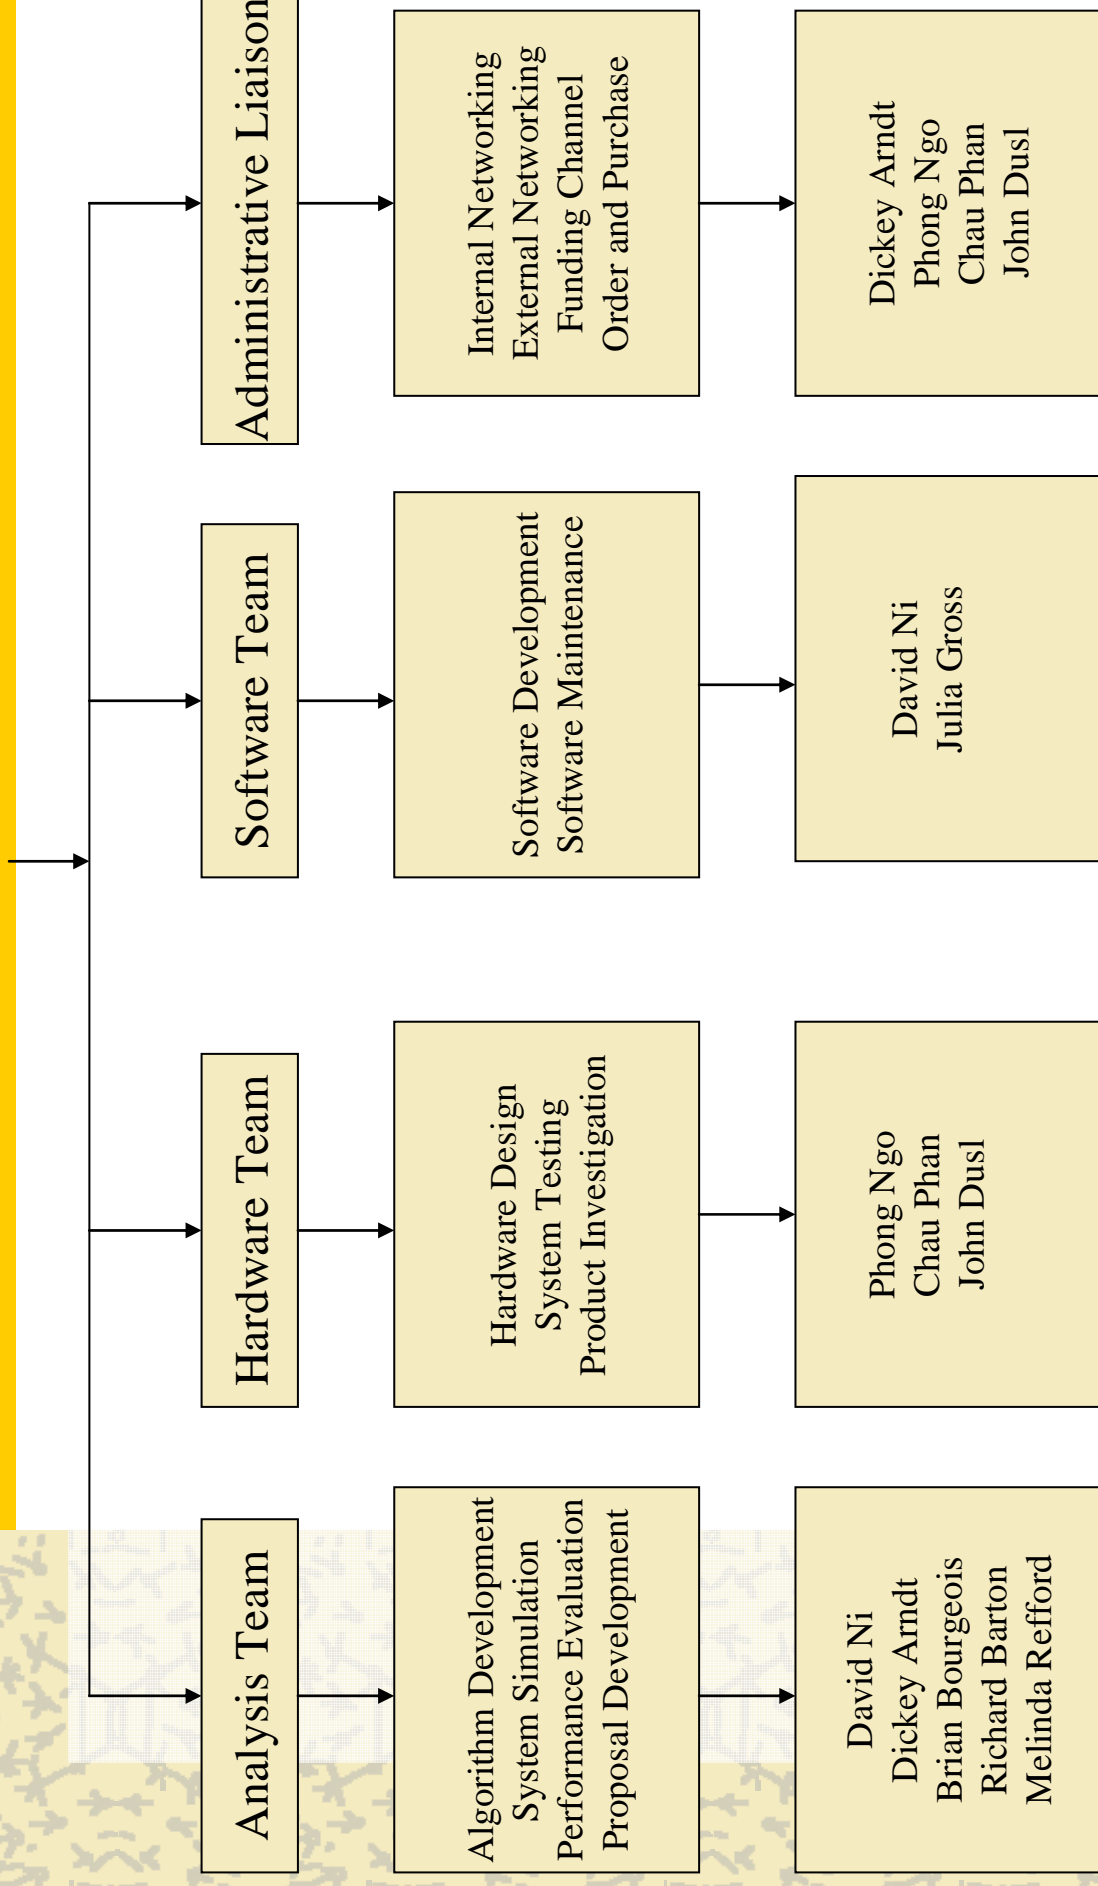 Analysis Team
Hardware Team
Software Team
Administrative Liaison
Algorithm Development
System Simulation
Performance Evaluation
Proposal Development
Hardware Design
System Testing
Product Investigation
Software Development
Software Maintenance
Internal Networking
External Networking
Funding Channel
Order and Purchase
David Ni
Dickey Arndt
Brian Bourgeois
Richard Barton
Melinda Refford
Phong Ngo
Chau Phan
John Dusl
David Ni
Julia Gross
Dickey Arndt
Phong Ngo
Chau Phan
John Dusl